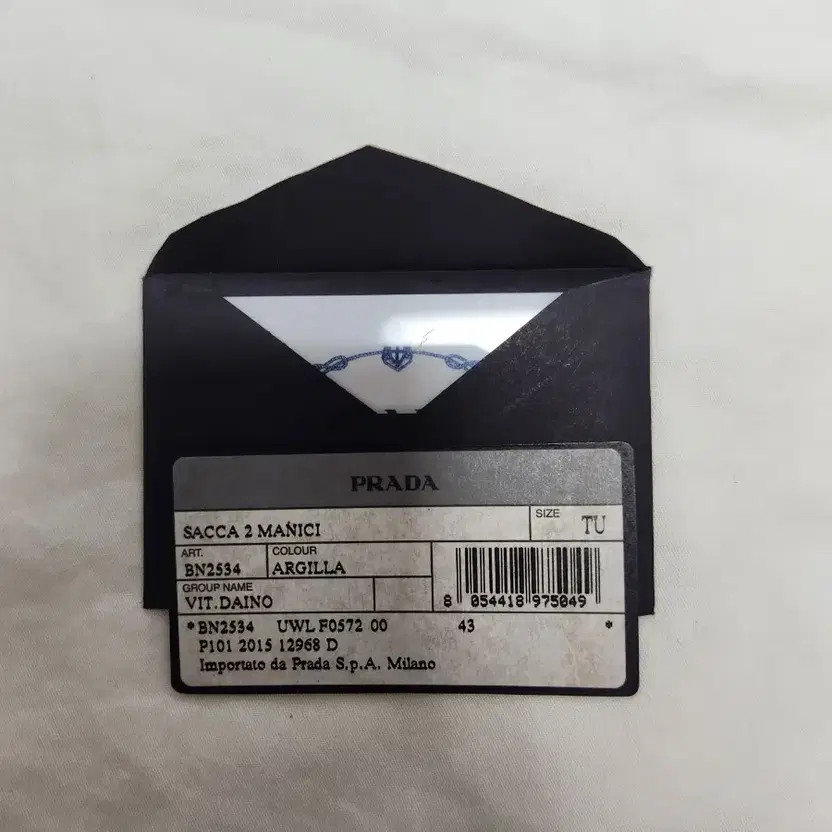 PRADA
SACCA 2 MANICI
SIZE
TU
ART.
BN2534
COLOUR
ARGILLA
GROUP NAME
VIT.DAINO
8 054418 975049
*BN2534 UWL F0572 00 43 *
P101 2015 12968 D
Importato da Prada S.p.A. Milano